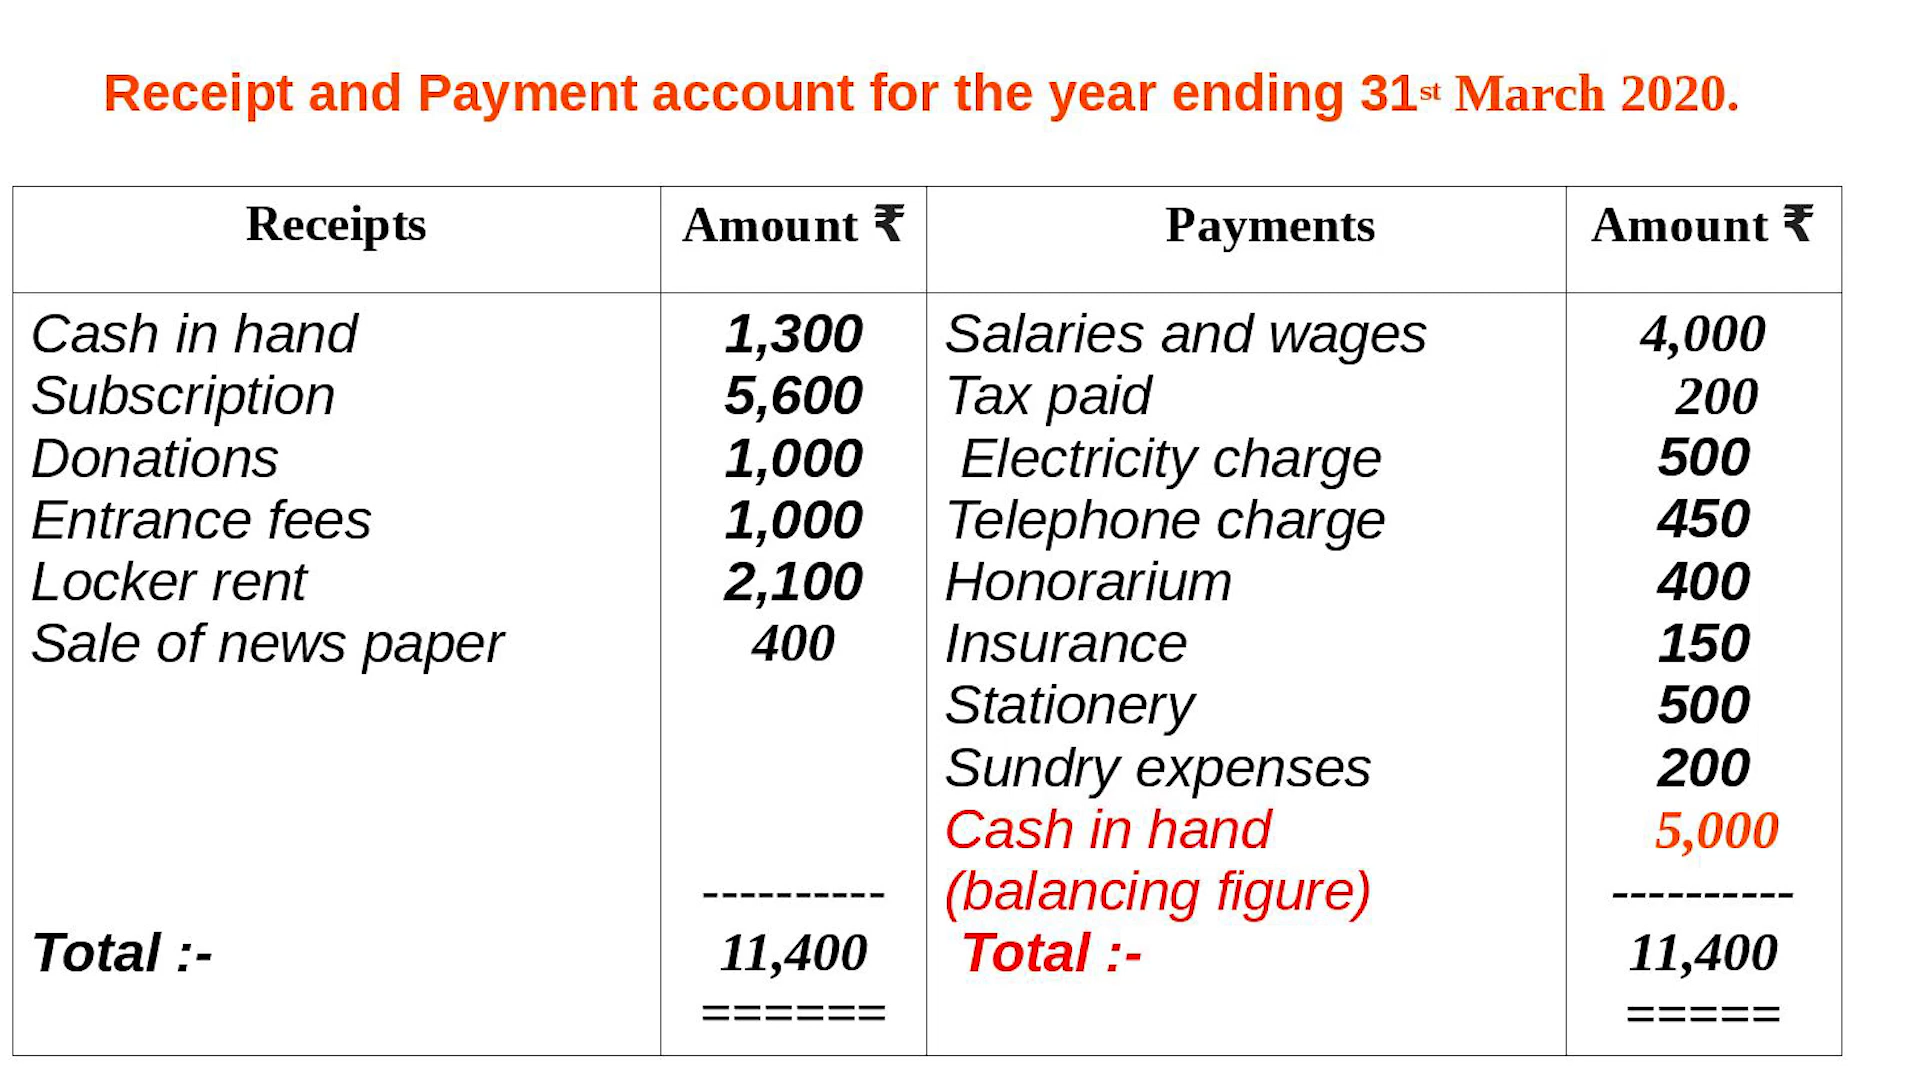 Receipt and Payment account for the year ending 31st March 2020.
Receipts Amount ₹ Payments Amount ₹
Cash in hand 1,300 Salaries and wages 4,000
Subscription 5,600 Tax paid 200
Donations 1,000 Electricity charge 500
Entrance fees 1,000 Telephone charge 450
Locker rent 2,100 Honorarium 400
Sale of news paper 400 Insurance 150
Stationery 500
Sundry expenses 200
Cash in hand 5,000
---------- (balancing figure) ----------
Total :- 11,400 Total :- 11,400
====== =====